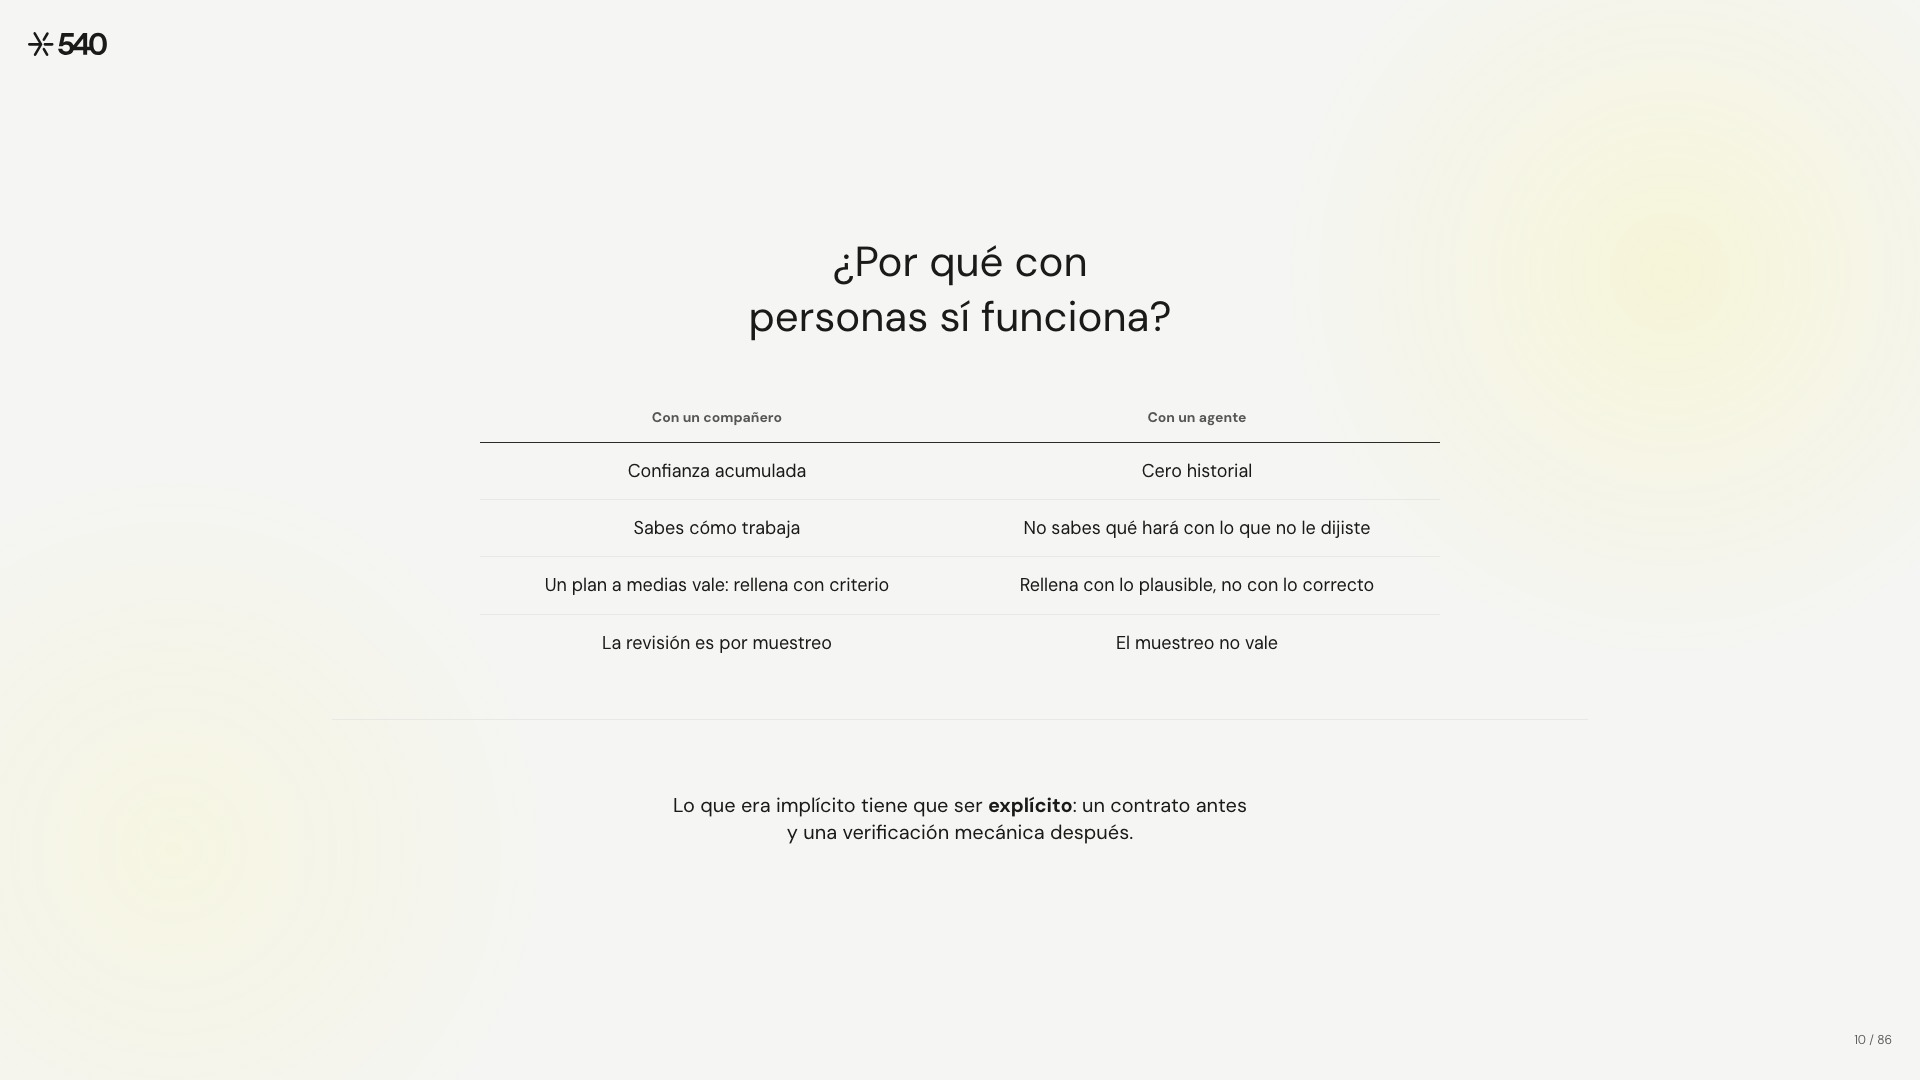 540
¿Por qué con
personas sí funciona?
Con un compañero
Con un agente
Confianza acumulada
Cero historial
Sabes cómo trabaja
No sabes qué hará con lo que no le dijiste
Un plan a medias vale: rellena con criterio
Rellena con lo plausible, no con lo correcto
La revisión es por muestreo
El muestreo no vale
Lo que era implícito tiene que ser explícito: un contrato antes
y una verificación mecánica después.
10 / 86